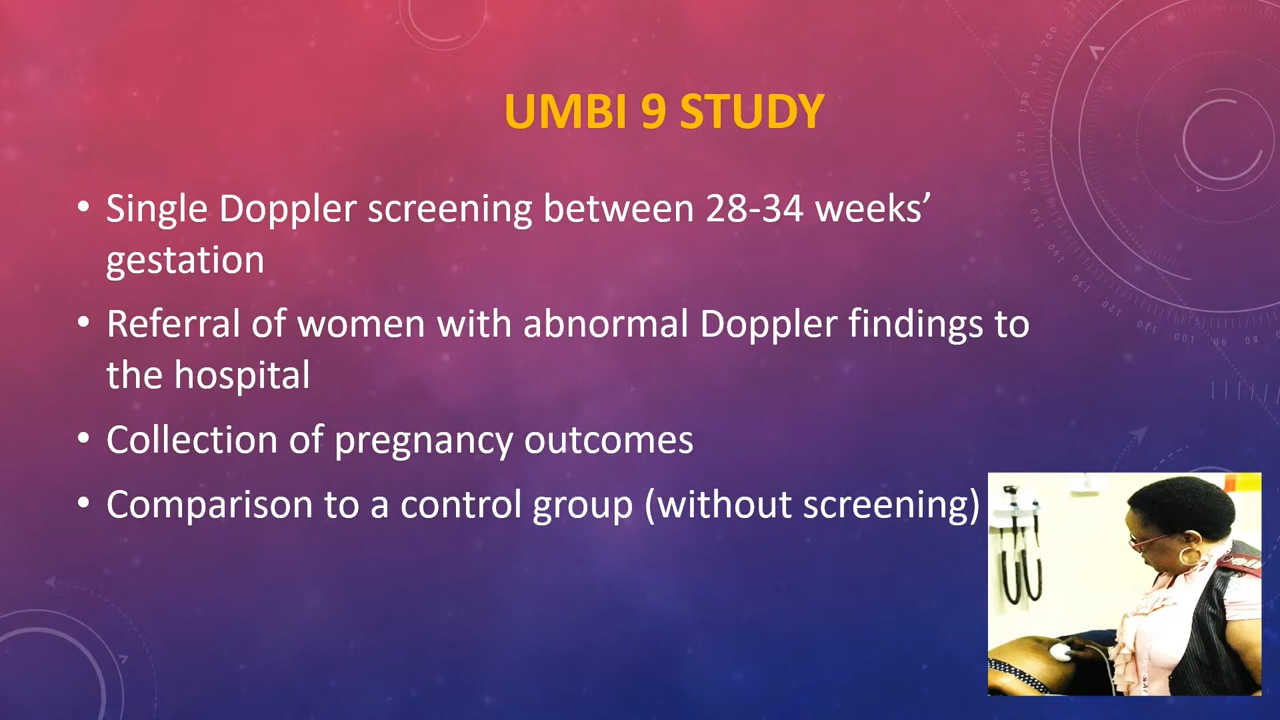 UMBI 9 STUDY
• Single Doppler screening between 28-34 weeks’
gestation
• Referral of women with abnormal Doppler findings to
the hospital
• Collection of pregnancy outcomes
• Comparison to a control group (without screening)